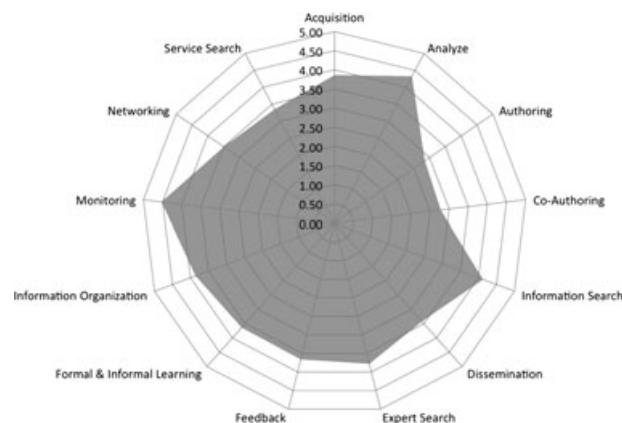 Acquisition
5.00
Service Search
Analyze
4.50
4.00
3.50
Networking
Authoring
3.00
2.50
2.00
1.50
Monitoring
Co-Authoring
1.00
0.50
0.00
Information Organization
Information Search
Formal & Informal Learning
Dissemination
Feedback
Expert Search